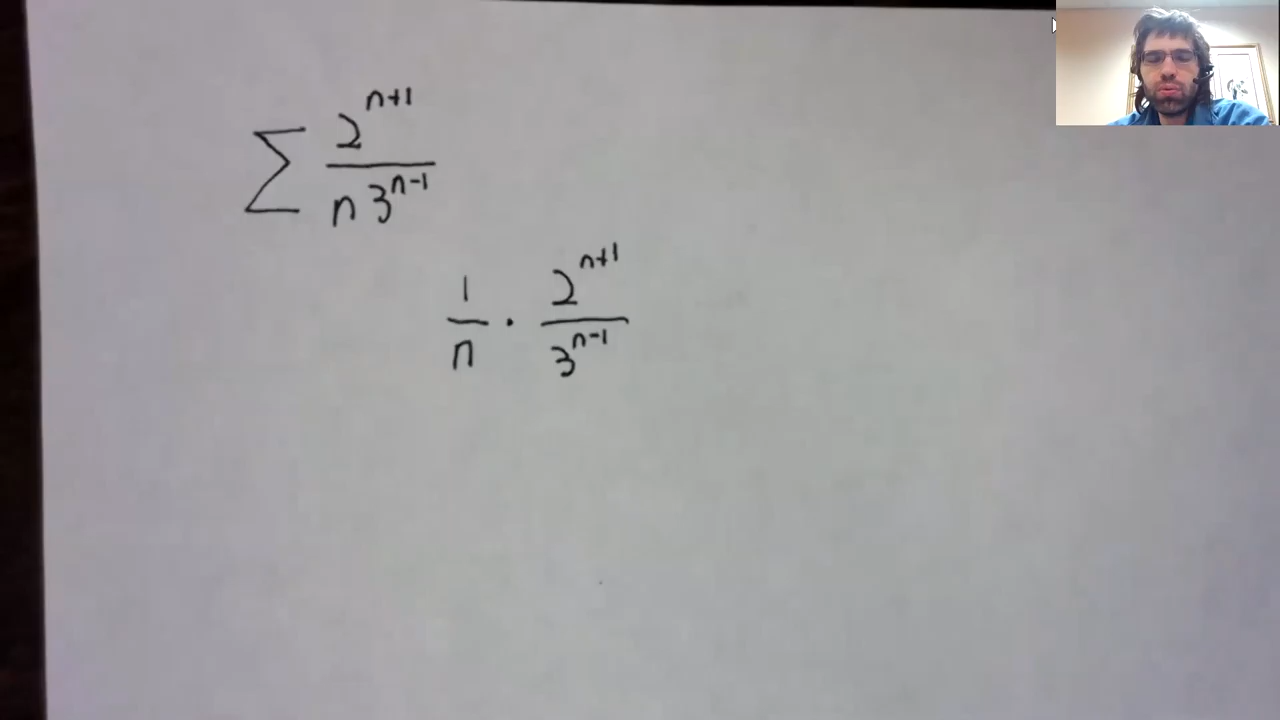 ∑ 2^{n+1} / n 3^{n-1}
1/n · 2^{n+1} / 3^{n-1}